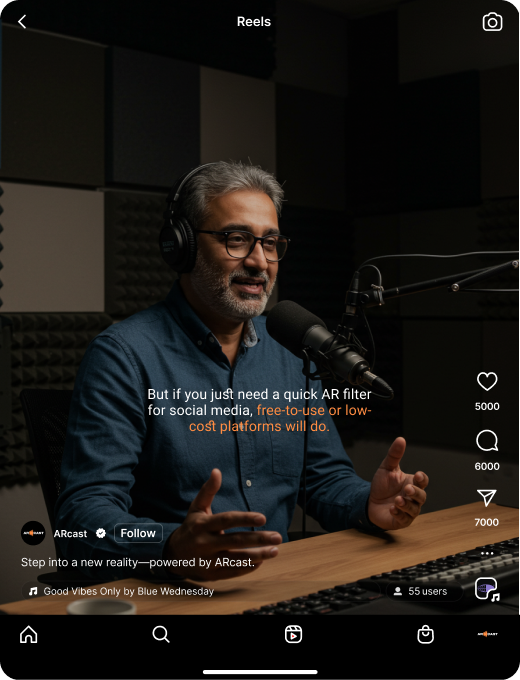 Reels
But if you just need a quick AR filter
for social media, free-to-use or low-
cost platforms will do.
5000
6000
7000
ARcast
Follow
Step into a new reality—powered by ARcast.
Good Vibes Only by Blue Wednesday
55 users